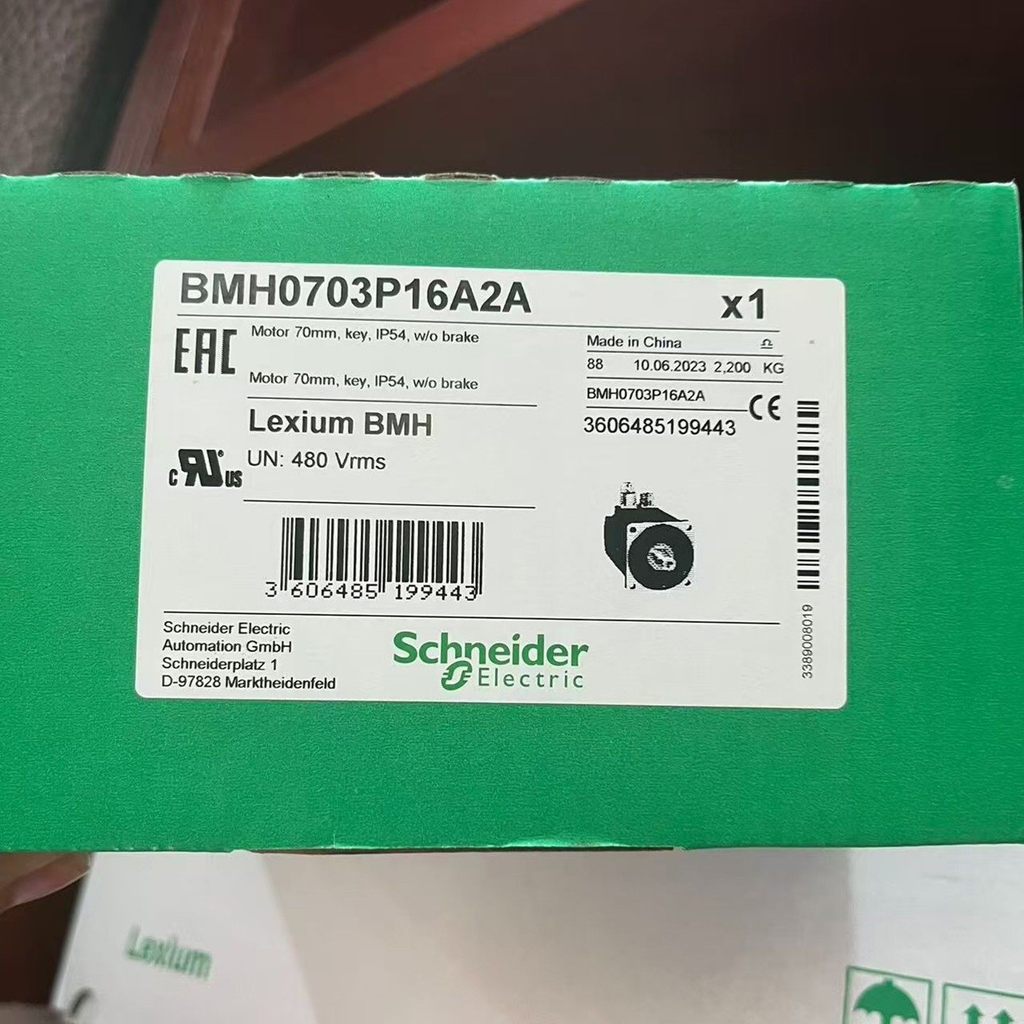 BMH0703P16A2A
x1
EAC
Motor 70mm, key, IP54, w/o brake
Motor 70mm, key, IP54, w/o brake
Made in China
88 10.06.2023 2,200 KG
BMH0703P16A2A
CE
3606485199443
Lexium BMH
c RU US
UN: 480 Vrms
3 606485 199443
3389008019
Schneider Electric
Automation GmbH
Schneiderplatz 1
D-97828 Marktheidenfeld
Schneider
Electric
Lexium